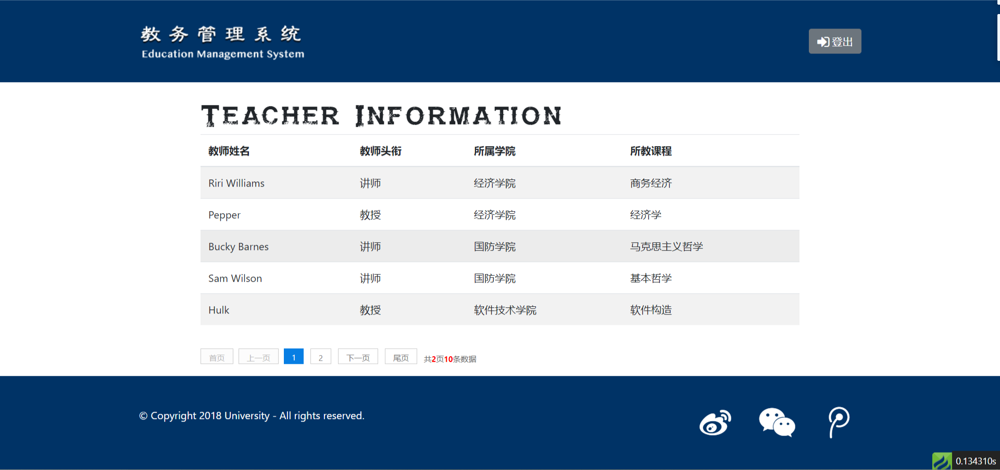 教务管理系统
Education Management System
登出
Teacher Information
教师姓名 教师头衔 所属学院 所教课程
Riri Williams 讲师 经济学院 商务经济
Pepper 教授 经济学院 经济学
Bucky Barnes 讲师 国防学院 马克思主义哲学
Sam Wilson 讲师 国防学院 基本哲学
Hulk 教授 软件技术学院 软件构造
首页 上一页 1 2 下一页 尾页 共2页10条数据
© Copyright 2018 University - All rights reserved.
0.134310s